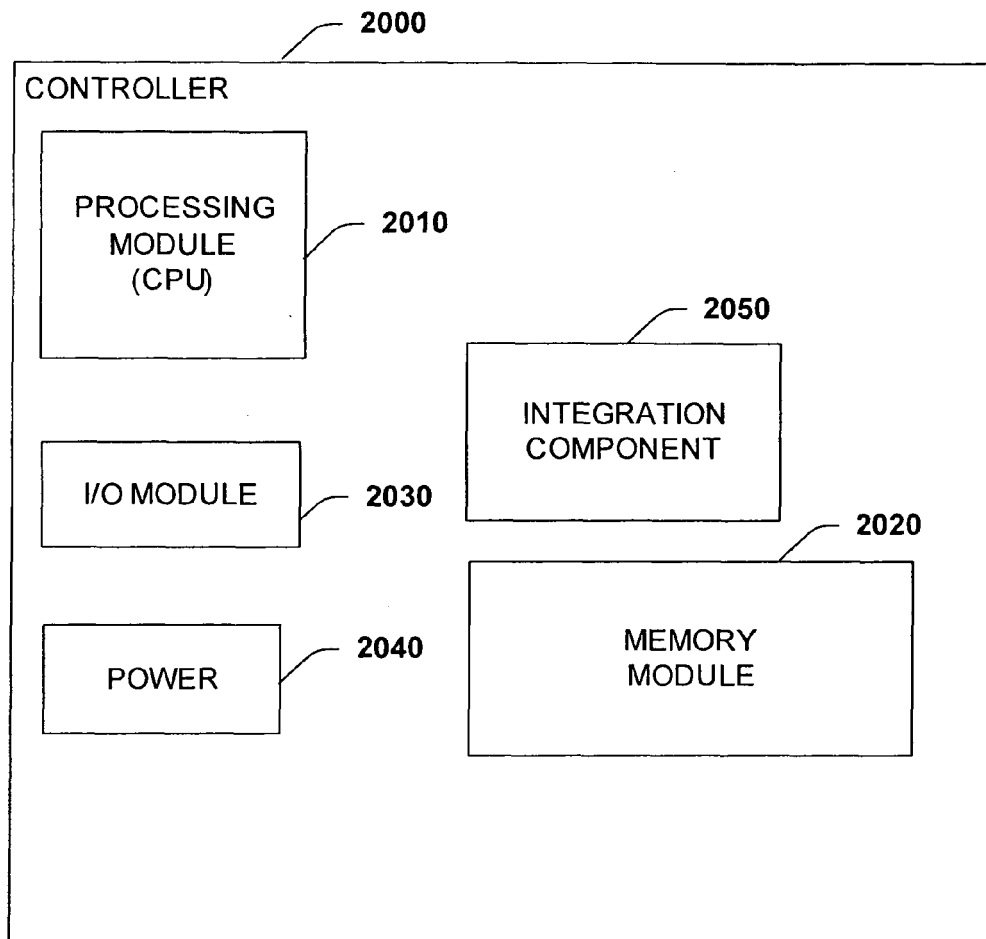 2000
CONTROLLER
PROCESSING
MODULE
(CPU)
2010
2050
INTEGRATION
COMPONENT
I/O MODULE
2030
2020
MEMORY
MODULE
POWER
2040